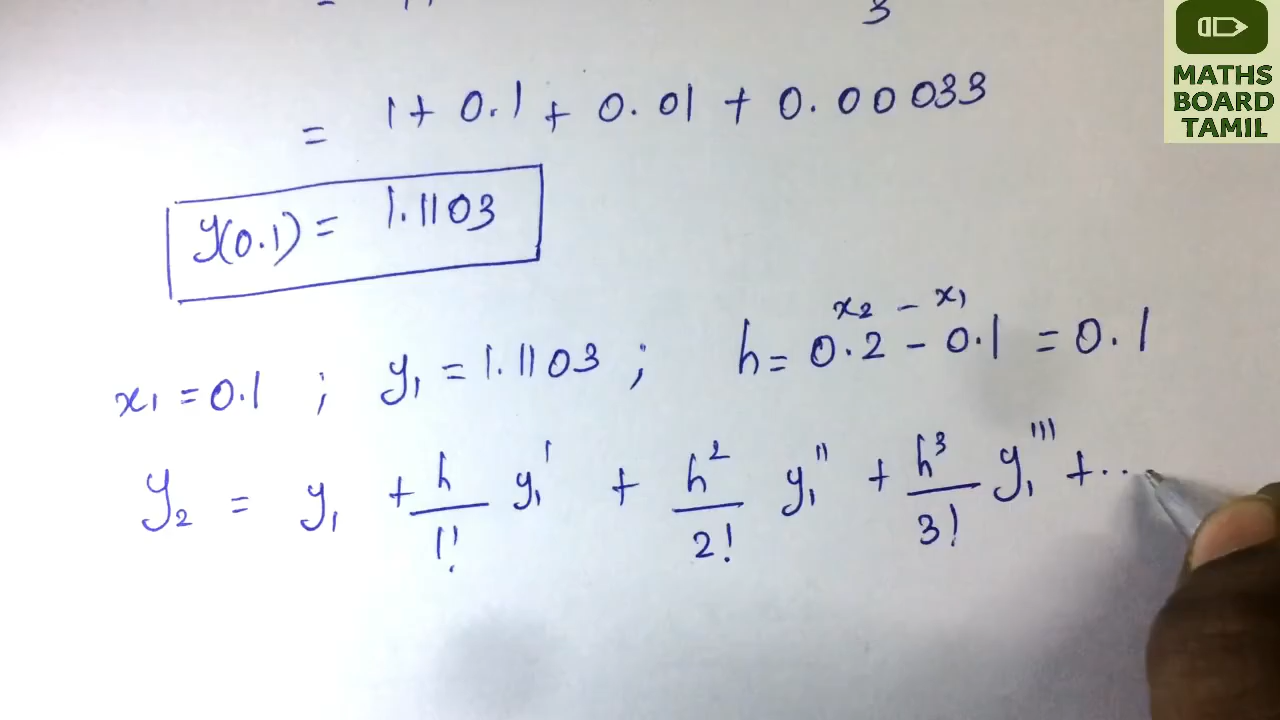 3
= 1 + 0.1 + 0.01 + 0.00033
y(0.1) = 1.1103
x₂ - x₁
x₁ = 0.1 ; y₁ = 1.1103 ; h = 0.2 - 0.1 = 0.1
y₂ = y₁ + h/1! y₁' + h²/2! y₁'' + h³/3! y₁''' + ...
MATHS
BOARD
TAMIL